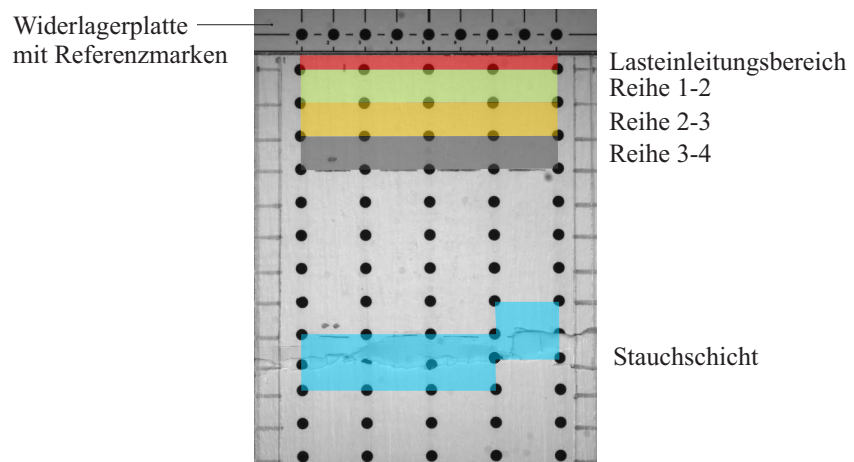 Widerlagerplatte
mit Referenzmarken
Lasteinleitungsbereich
Reihe 1-2
Reihe 2-3
Reihe 3-4
Stauchschicht